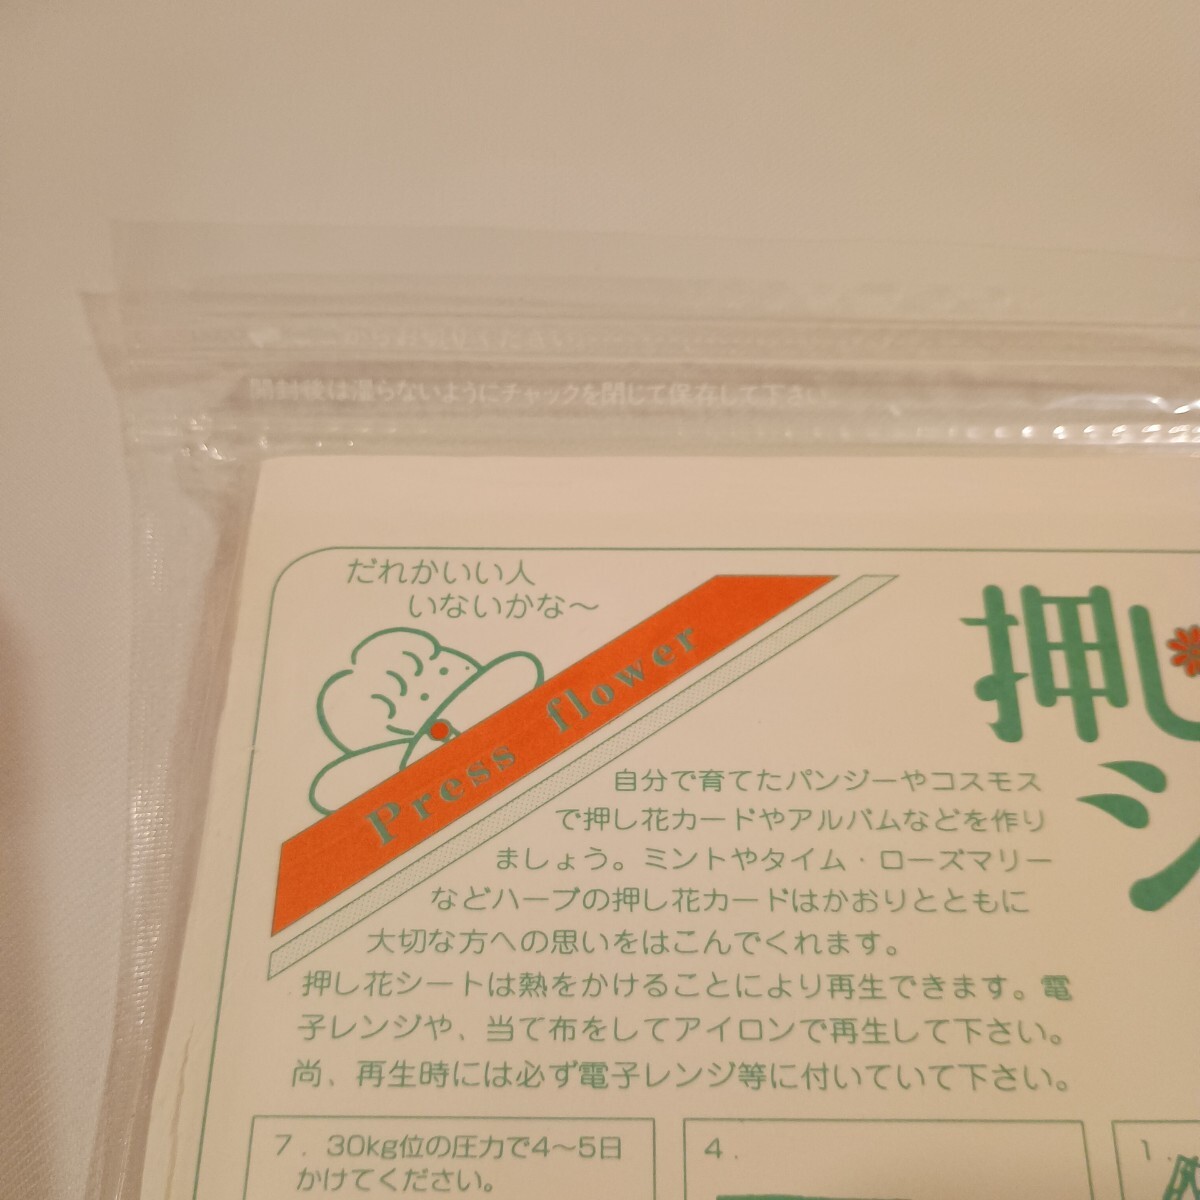 開封後は湿らないようにチャックを閉じて保存して下さい
だれかいい人
いないかな〜
Press flower
押し
シ
自分で育てたパンジーやコスモス
で押し花カードやアルバムなどを作り
ましょう。ミントやタイム・ローズマリー
などハーブの押し花カードはかおりとともに
大切な方への思いをはこんでくれます。
押し花シートは熱をかけることにより再生できます。電
子レンジや、当て布をしてアイロンで再生して下さい。
尚、再生時には必ず電子レンジ等に付いていて下さい。
7．30kg位の圧力で4〜5日
かけてください。
4．
1．